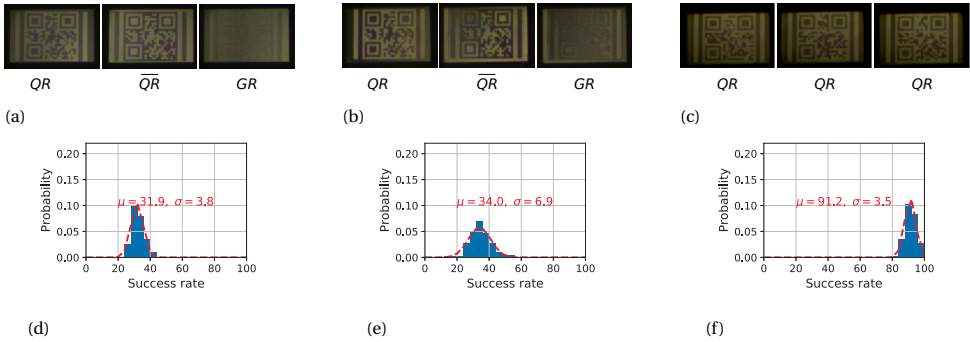 QR QR GR
QR QR GR
QR QR QR
(a) (b) (c)
0.20 0.15 0.10 0.05 0.00
Probability
μ = 31.9, σ = 3.8
0 20 40 60 80 100
Success rate
(d)
0.20 0.15 0.10 0.05 0.00
Probability
μ = 34.0, σ = 6.9
0 20 40 60 80 100
Success rate
(e)
0.20 0.15 0.10 0.05 0.00
Probability
μ = 91.2, σ = 3.5
0 20 40 60 80 100
Success rate
(f)